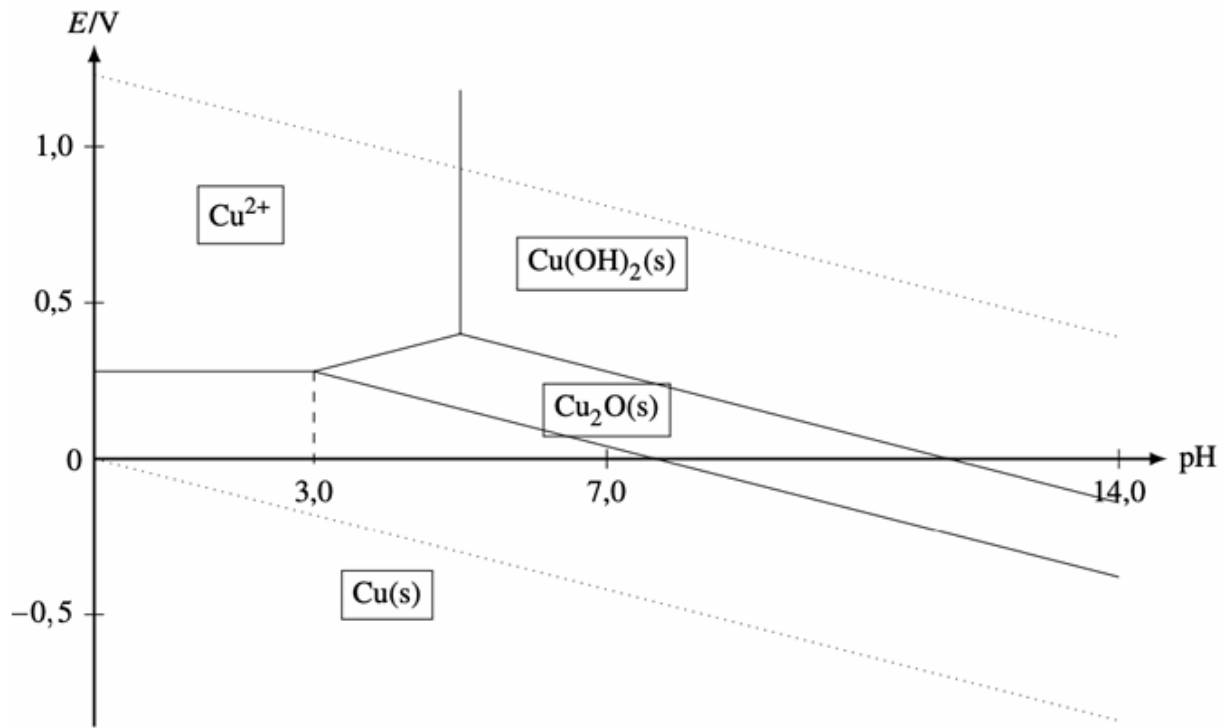 E/V
1,0
Cu²⁺
Cu(OH)₂(s)
0,5
Cu₂O(s)
0
pH
3,0
7,0
14,0
Cu(s)
−0,5